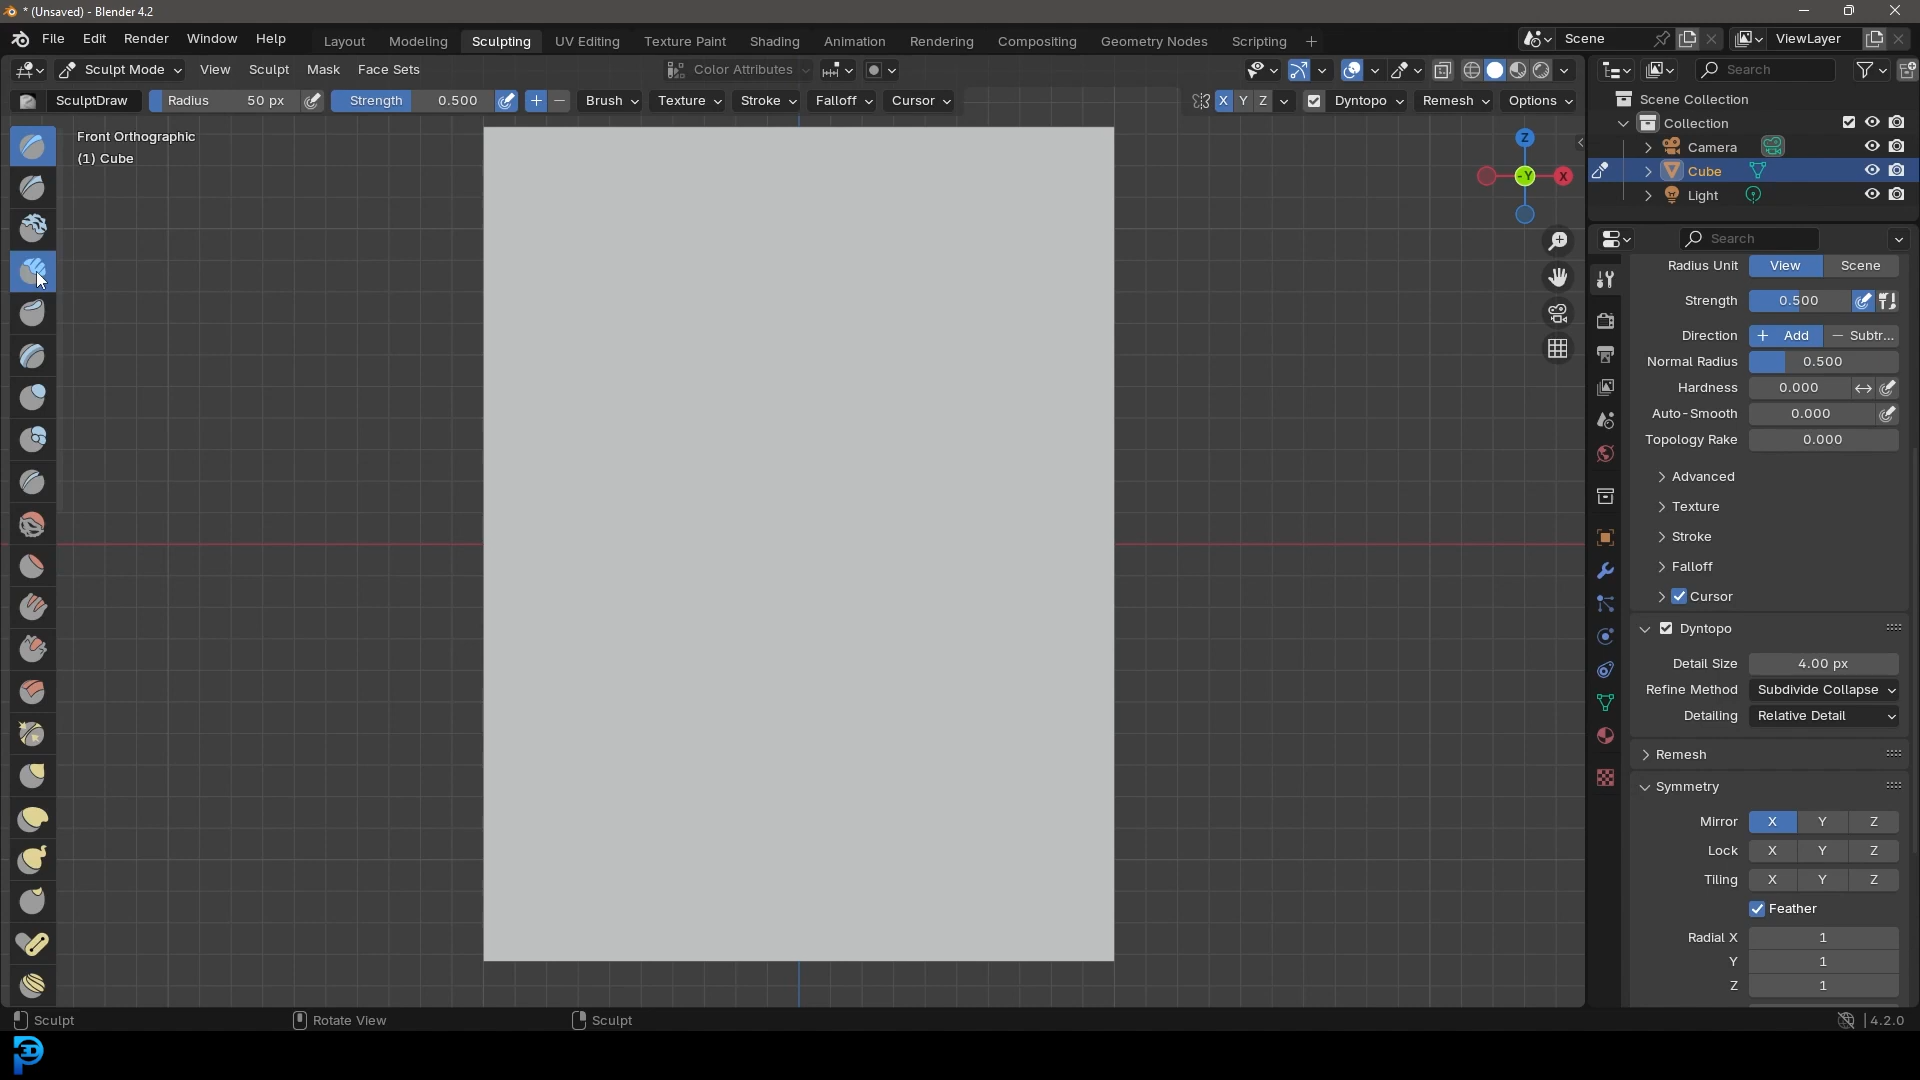 * (Unsaved) - Blender 4.2
File Edit Render Window Help Layout Modeling Sculpting UV Editing Texture Paint Shading Animation Rendering Compositing Geometry Nodes Scripting + Scene ViewLayer
Sculpt Mode View Sculpt Mask Face Sets Color Attributes Search
SculptDraw Radius 50 px Strength 0.500 Brush Texture Stroke Falloff Cursor X Y Z Dyntopo Remesh Options
Scene Collection
Collection
Camera
Cube
Light
Front Orthographic
(1) Cube
Z
-Y X
Search
Radius Unit View Scene
Strength 0.500
Direction + Add — Subtr...
Normal Radius 0.500
Hardness 0.000
Auto-Smooth 0.000
Topology Rake 0.000
Advanced
Texture
Stroke
Falloff
Cursor
Dyntopo
Detail Size 4.00 px
Refine Method Subdivide Collapse
Detailing Relative Detail
Remesh
Symmetry
Mirror X Y Z
Lock X Y Z
Tiling X Y Z
Feather
Radial X 1
Y 1
Z 1
Sculpt Rotate View Sculpt 4.2.0
3D